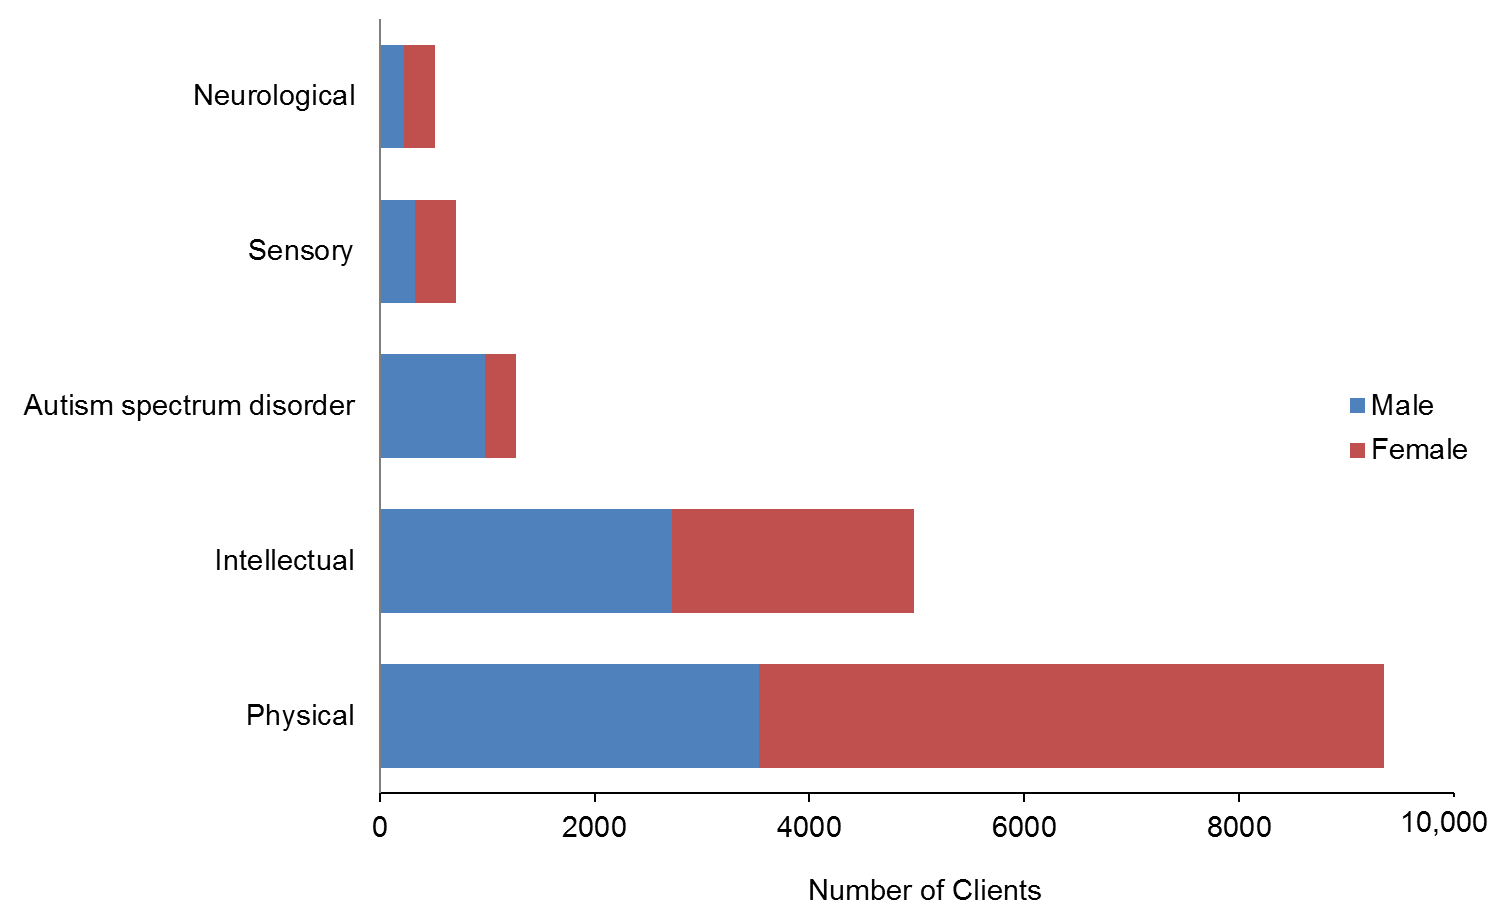 Neurological
Sensory
Autism spectrum disorder
Intellectual
Physical
Male
Female
0 2000 4000 6000 8000 10,000
Number of Clients